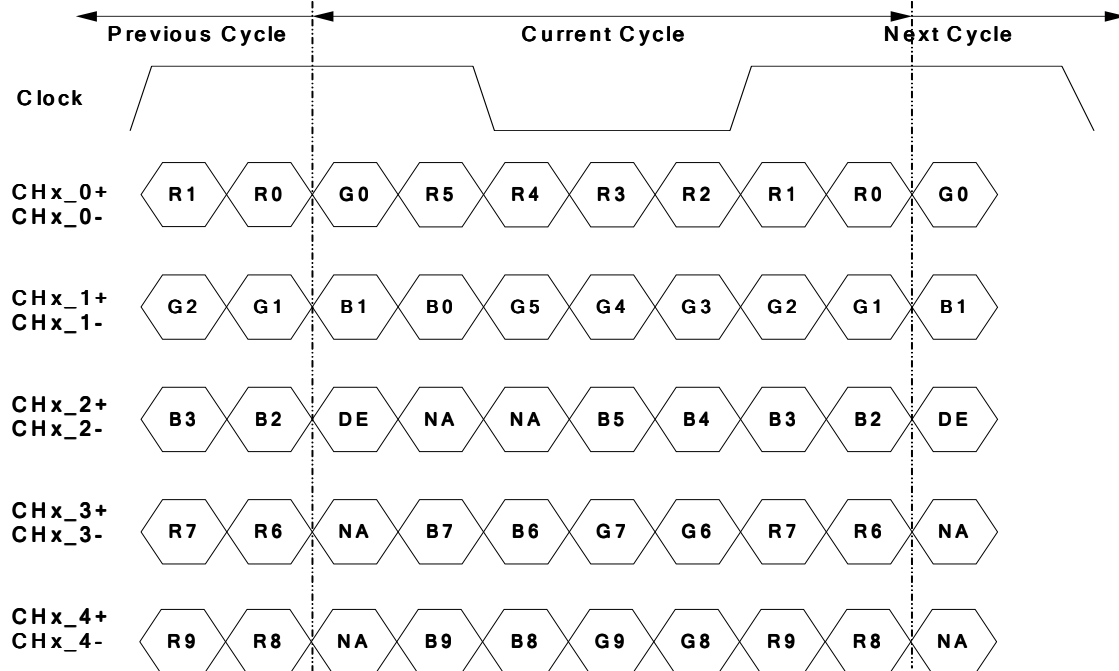 Previous Cycle Current Cycle Next Cycle
Clock
CHx_0+
CHx_0-
R1 R0 G0 R5 R4 R3 R2 R1 R0 G0
CHx_1+
CHx_1-
G2 G1 B1 B0 G5 G4 G3 G2 G1 B1
CHx_2+
CHx_2-
B3 B2 DE NA NA B5 B4 B3 B2 DE
CHx_3+
CHx_3-
R7 R6 NA B7 B6 G7 G6 R7 R6 NA
CHx_4+
CHx_4-
R9 R8 NA B9 B8 G9 G8 R9 R8 NA